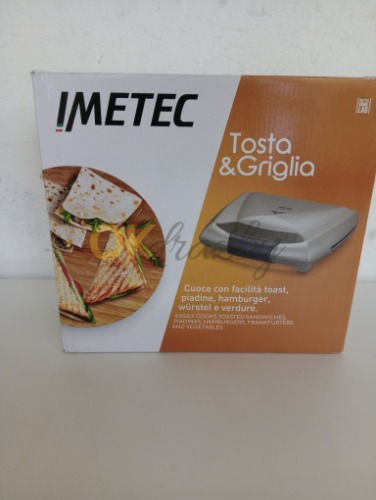 IMETEC
Tosta
&Griglia
OKdražby
Cuoce con facilità toast,
piadine, hamburger,
würstel e verdure.
EASILY COOKS TOASTED SANDWICHES,
PIADINAS, HAMBURGERS, FRANKFURTERS
AND VEGETABLES